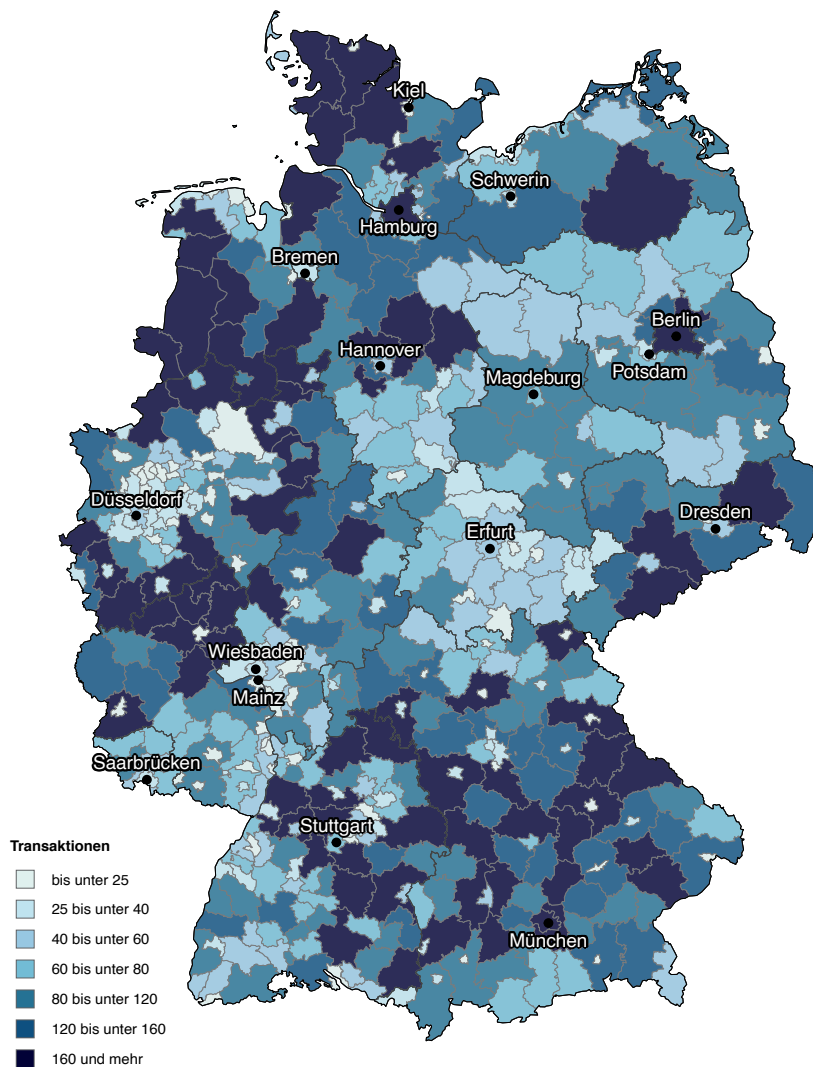 Kiel
Schwerin
Hamburg
Bremen
Berlin
Hannover
Potsdam
Magdeburg
Düsseldorf
Dresden
Erfurt
Wiesbaden
Mainz
Saarbrücken
Stuttgart
München
Transaktionen
bis unter 25
25 bis unter 40
40 bis unter 60
60 bis unter 80
80 bis unter 120
120 bis unter 160
160 und mehr